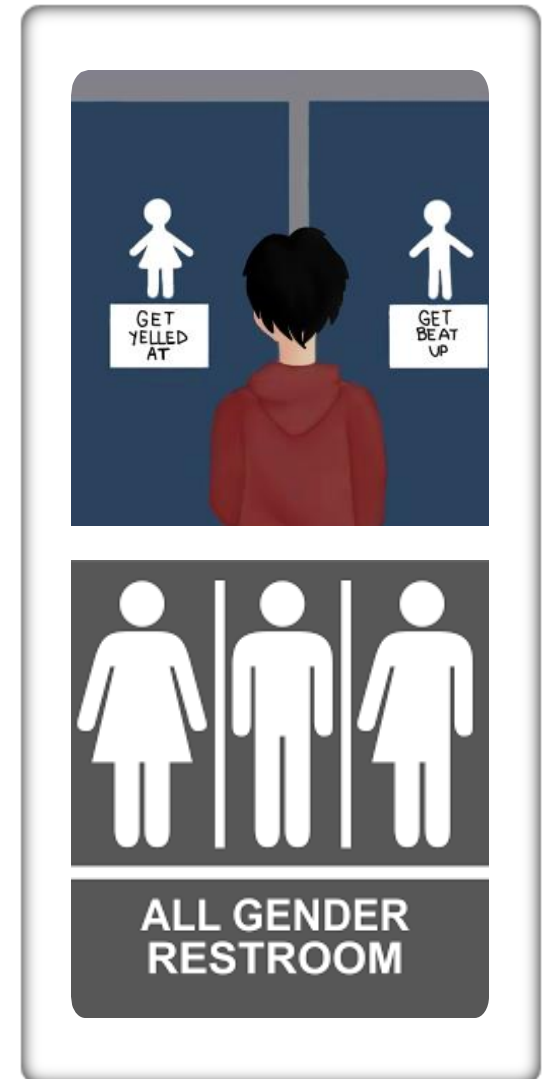 GET
YELLED
AT
GET
BEAT
UP
ALL GENDER
RESTROOM